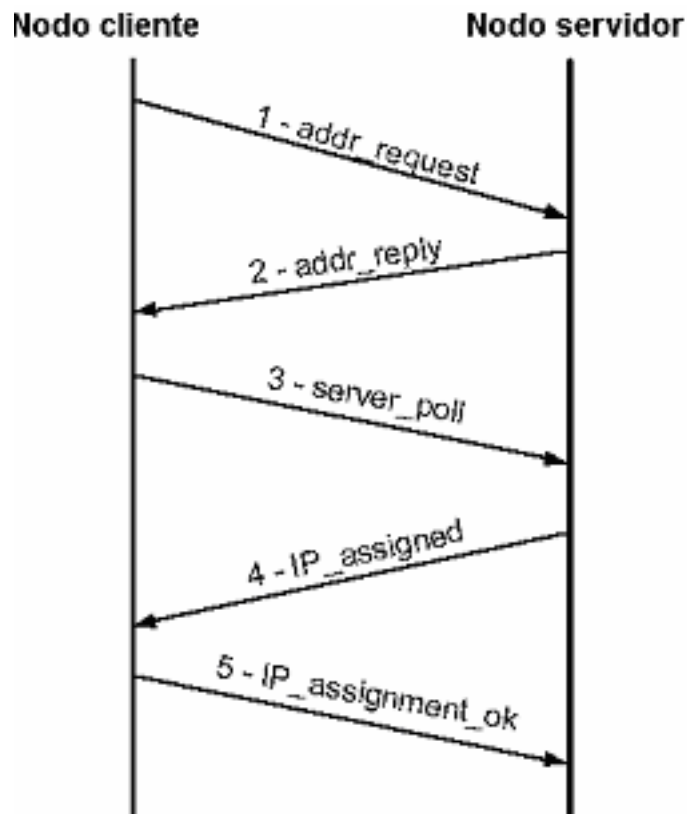 Nodo cliente
Nodo servidor
1 - addr_request
2 - addr_reply
3 - server_poll
4 - IP_assigned
5 - IP_assignment_ok